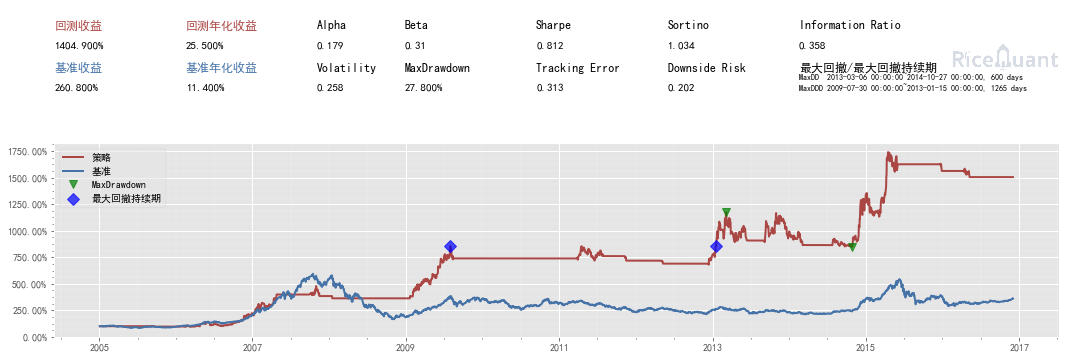 回测收益 回测年化收益 Alpha Beta Sharpe Sortino Information Ratio
1404.900% 25.500% 0.179 0.31 0.812 1.034 0.358
RiceQuant
基准收益 基准年化收益 Volatility MaxDrawdown Tracking Error Downside Risk 最大回撤/最大回撤持续期
260.800% 11.400% 0.258 27.800% 0.313 0.202
MaxDD 2013-03-06 00:00:00~2014-10-27 00:00:00, 600 days
MaxDDD 2009-07-30 00:00:00~2013-01-15 00:00:00, 1265 days
策略
基准
MaxDrawdown
最大回撤持续期
1750.00%
1500.00%
1250.00%
1000.00%
750.00%
500.00%
250.00%
0.00%
2005 2007 2009 2011 2013 2015 2017